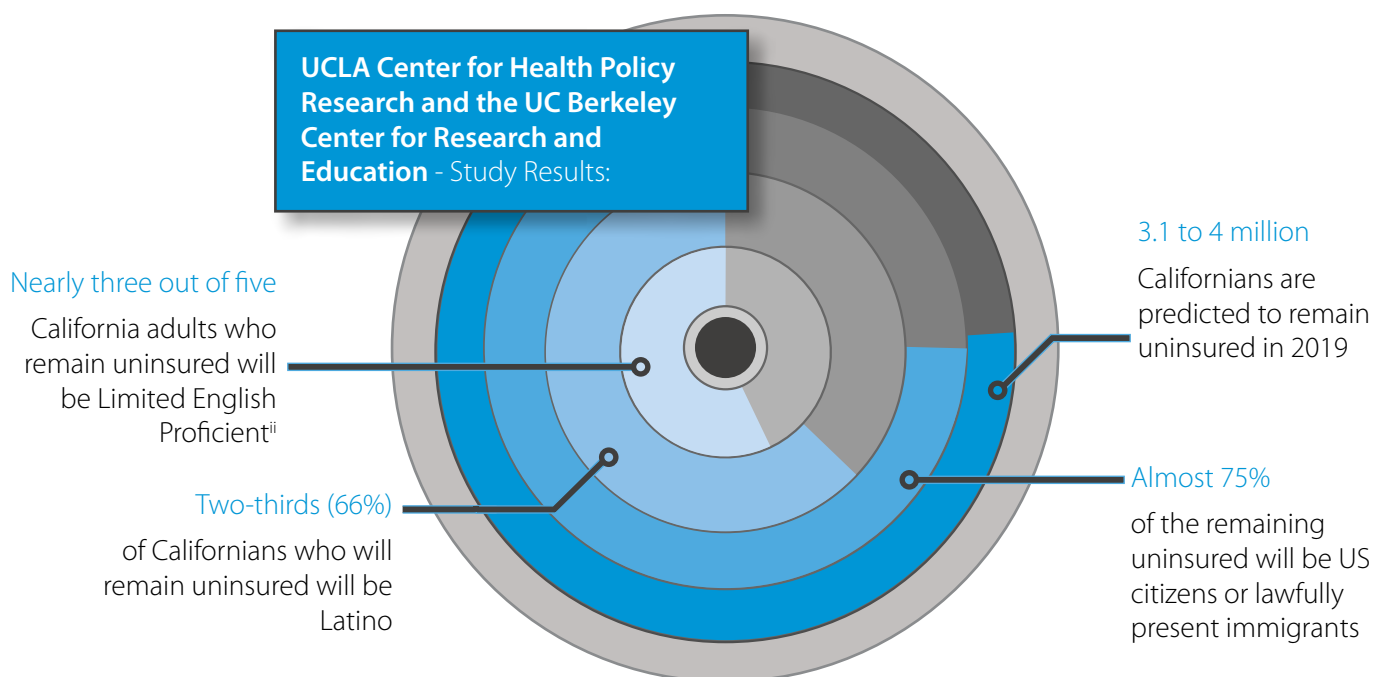 UCLA Center for Health Policy
Research and the UC Berkeley
Center for Research and
Education - Study Results:
Nearly three out of five
California adults who
remain uninsured will
be Limited English
Proficientii
Two-thirds (66%)
of Californians who will
remain uninsured will be
Latino
3.1 to 4 million
Californians are
predicted to remain
uninsured in 2019
Almost 75%
of the remaining
uninsured will be US
citizens or lawfully
present immigrants